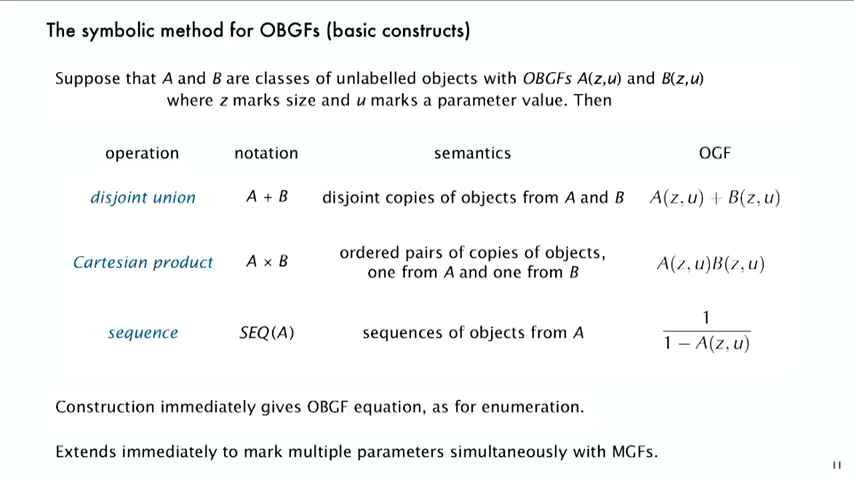 The symbolic method for OBGFs (basic constructs)
Suppose that A and B are classes of unlabelled objects with OBGFs A(z,u) and B(z,u)
where z marks size and u marks a parameter value. Then
operation notation semantics OGF
disjoint union A + B disjoint copies of objects from A and B A(z, u) + B(z, u)
Cartesian product A × B ordered pairs of copies of objects,
one from A and one from B A(z, u)B(z, u)
sequence SEQ(A) sequences of objects from A 1
1 − A(z, u)
Construction immediately gives OBGF equation, as for enumeration.
Extends immediately to mark multiple parameters simultaneously with MGFs.
11